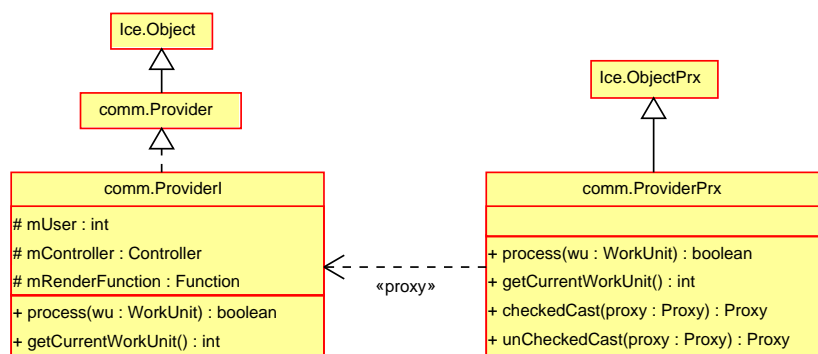 Ice.Object
comm.Provider
comm.ProviderI
# mUser : int
# mController : Controller
# mRenderFunction : Function
+ process(wu : WorkUnit) : boolean
+ getCurrentWorkUnit() : int
«proxy»
Ice.ObjectPrx
comm.ProviderPrx
+ process(wu : WorkUnit) : boolean
+ getCurrentWorkUnit() : int
+ checkedCast(proxy : Proxy) : Proxy
+ unCheckedCast(proxy : Proxy) : Proxy